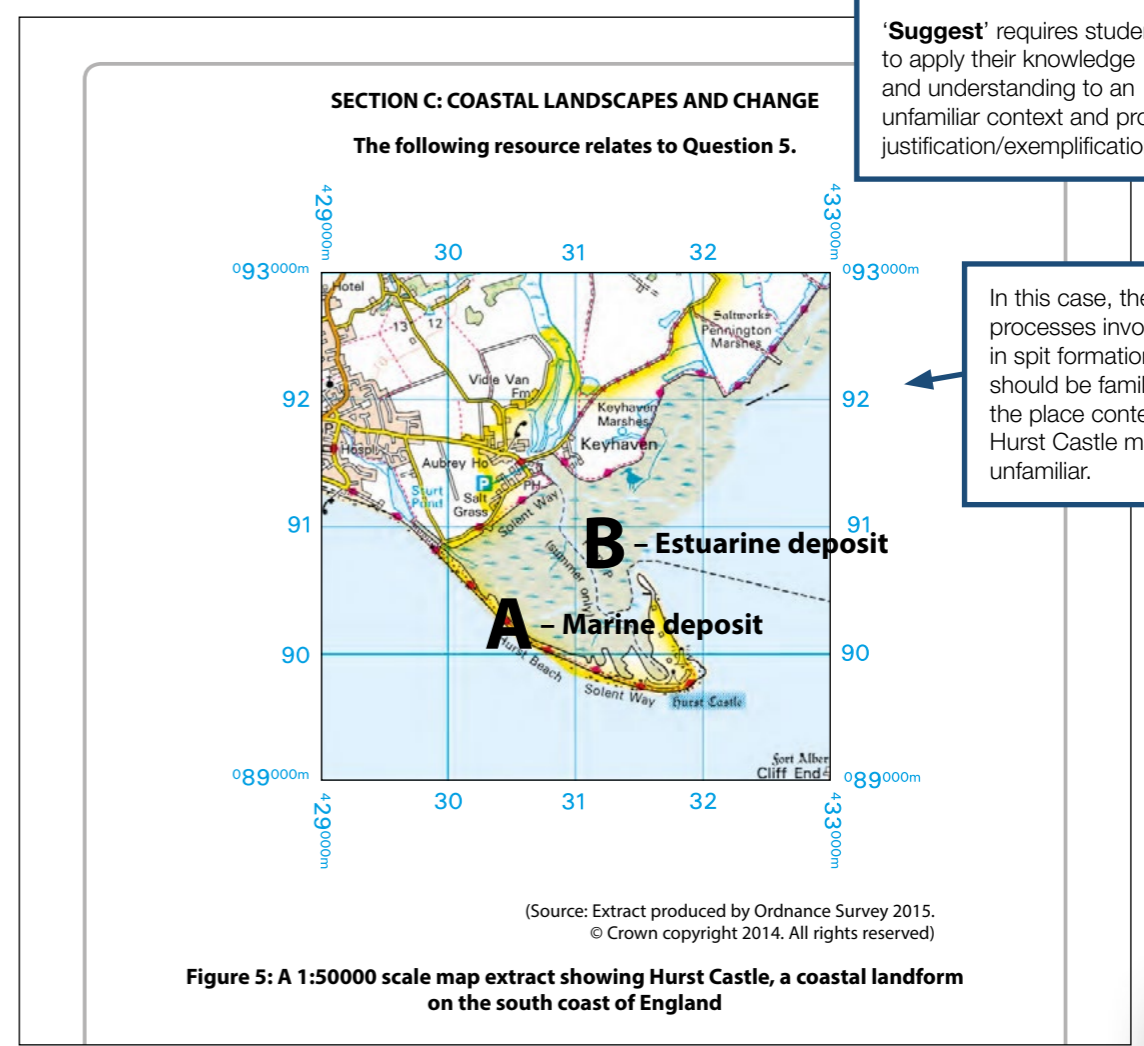 'Suggest' requires
to apply their knowledge
and understanding to an
unfamiliar context and
justification/exemplification
SECTION C: COASTAL LANDSCAPES AND CHANGE
The following resource relates to Question 5.
429000m
433000m
30
31
32
093000m
093000m
Hotel
13
12
Saltworks
Pennington
Marshes
In this case, the
processes
in spit formation
should be
the place
Hurst Castle
unfamiliar.
Vidle Van
Fm
92
92
Keyhaven
Marshes
Keyhaven
P
Hospl
Aubrey Ho
P
Sturt
Pond
Salt
Grass
PH
Solent Way
91
91
B – Estuarine deposit
(summer only)
A – Marine deposit
90
90
Hurst Beach
Solent Way
Hurst Castle
Fort Alber
Cliff End
089000m
089000m
30
31
32
429000m
433000m
(Source: Extract produced by Ordnance Survey 2015.
© Crown copyright 2014. All rights reserved)
Figure 5: A 1:50000 scale map extract showing Hurst Castle, a coastal landform
on the south coast of England